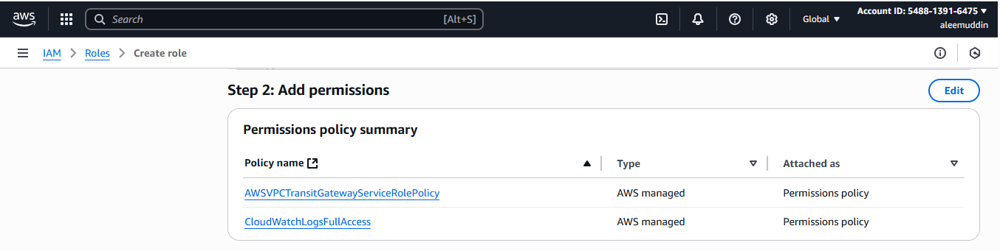 aws Search [Alt+S] Global Account ID: 5488-1391-6475
aleemuddin
IAM Roles Create role
Step 2: Add permissions Edit
Permissions policy summary
Policy name Type Attached as
AWSVPCTransitGatewayServiceRolePolicy AWS managed Permissions policy
CloudWatchLogsFullAccess AWS managed Permissions policy